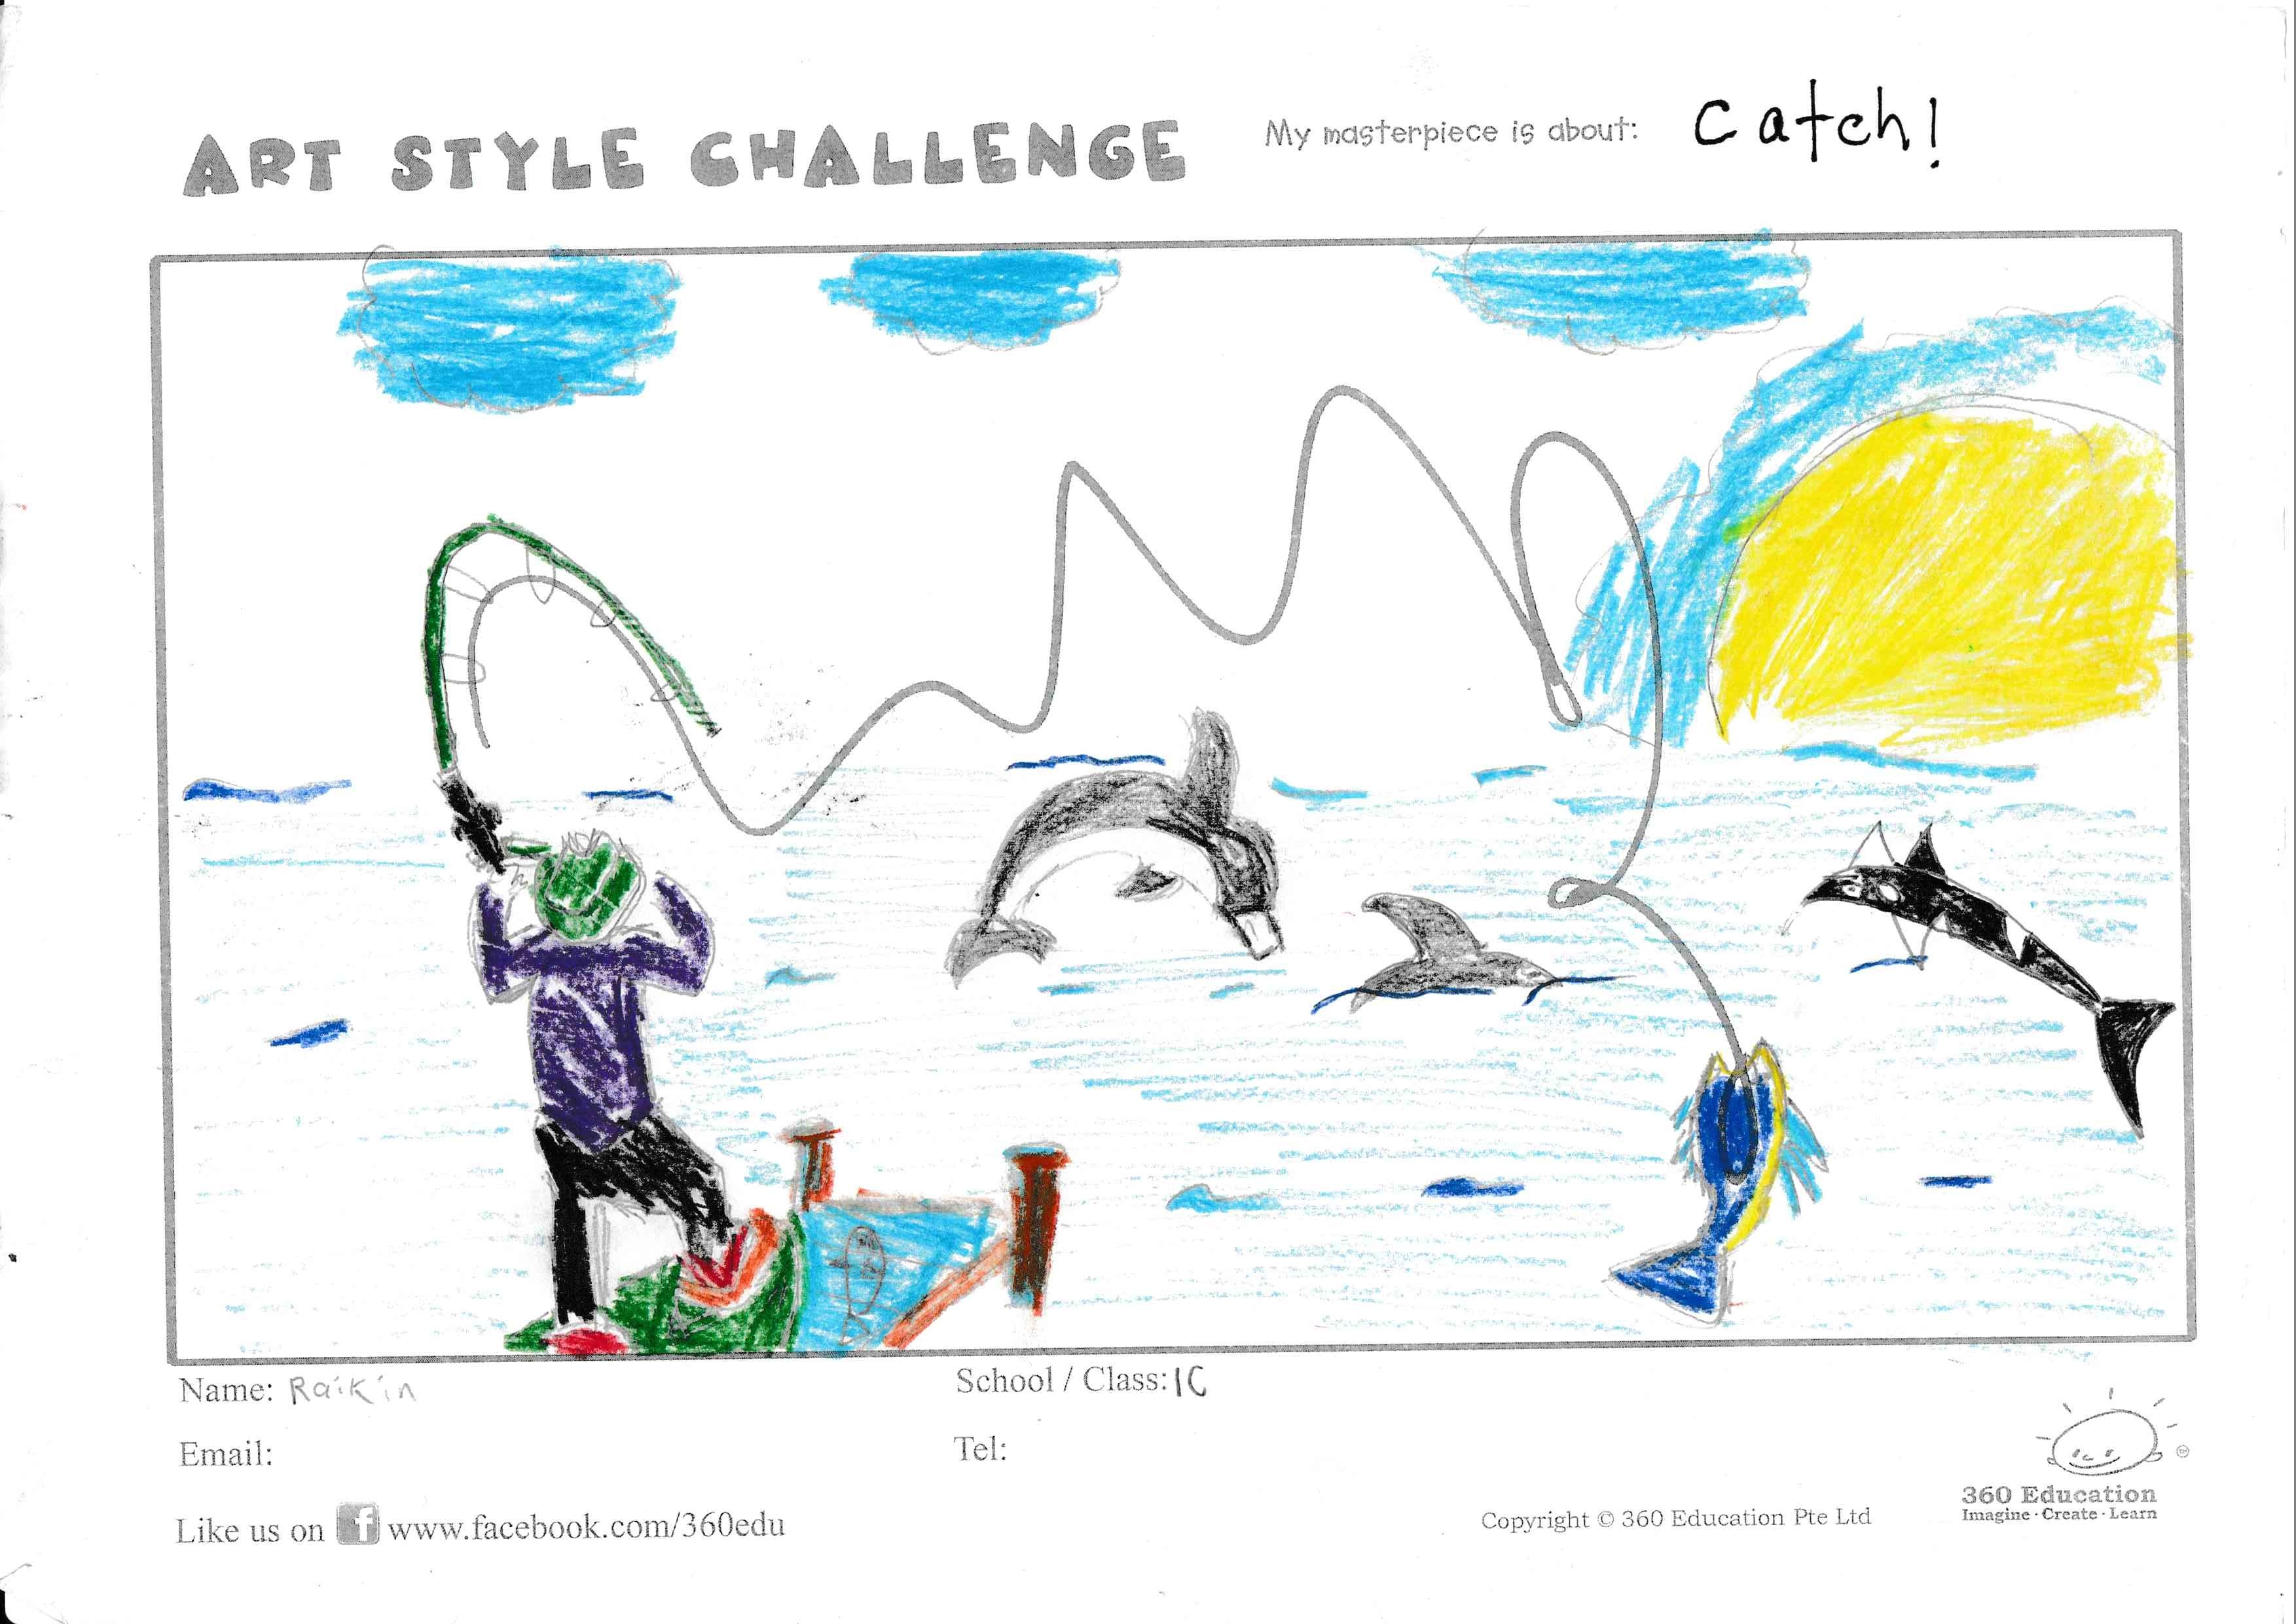 ART STYLE CHALLENGE My masterpiece is about: Catch!
Name: Raikin School / Class: 1C
Email: Tel:
Like us on f www.facebook.com/360edu Copyright © 360 Education Pte Ltd
TM
360 Education
Imagine · Create · Learn